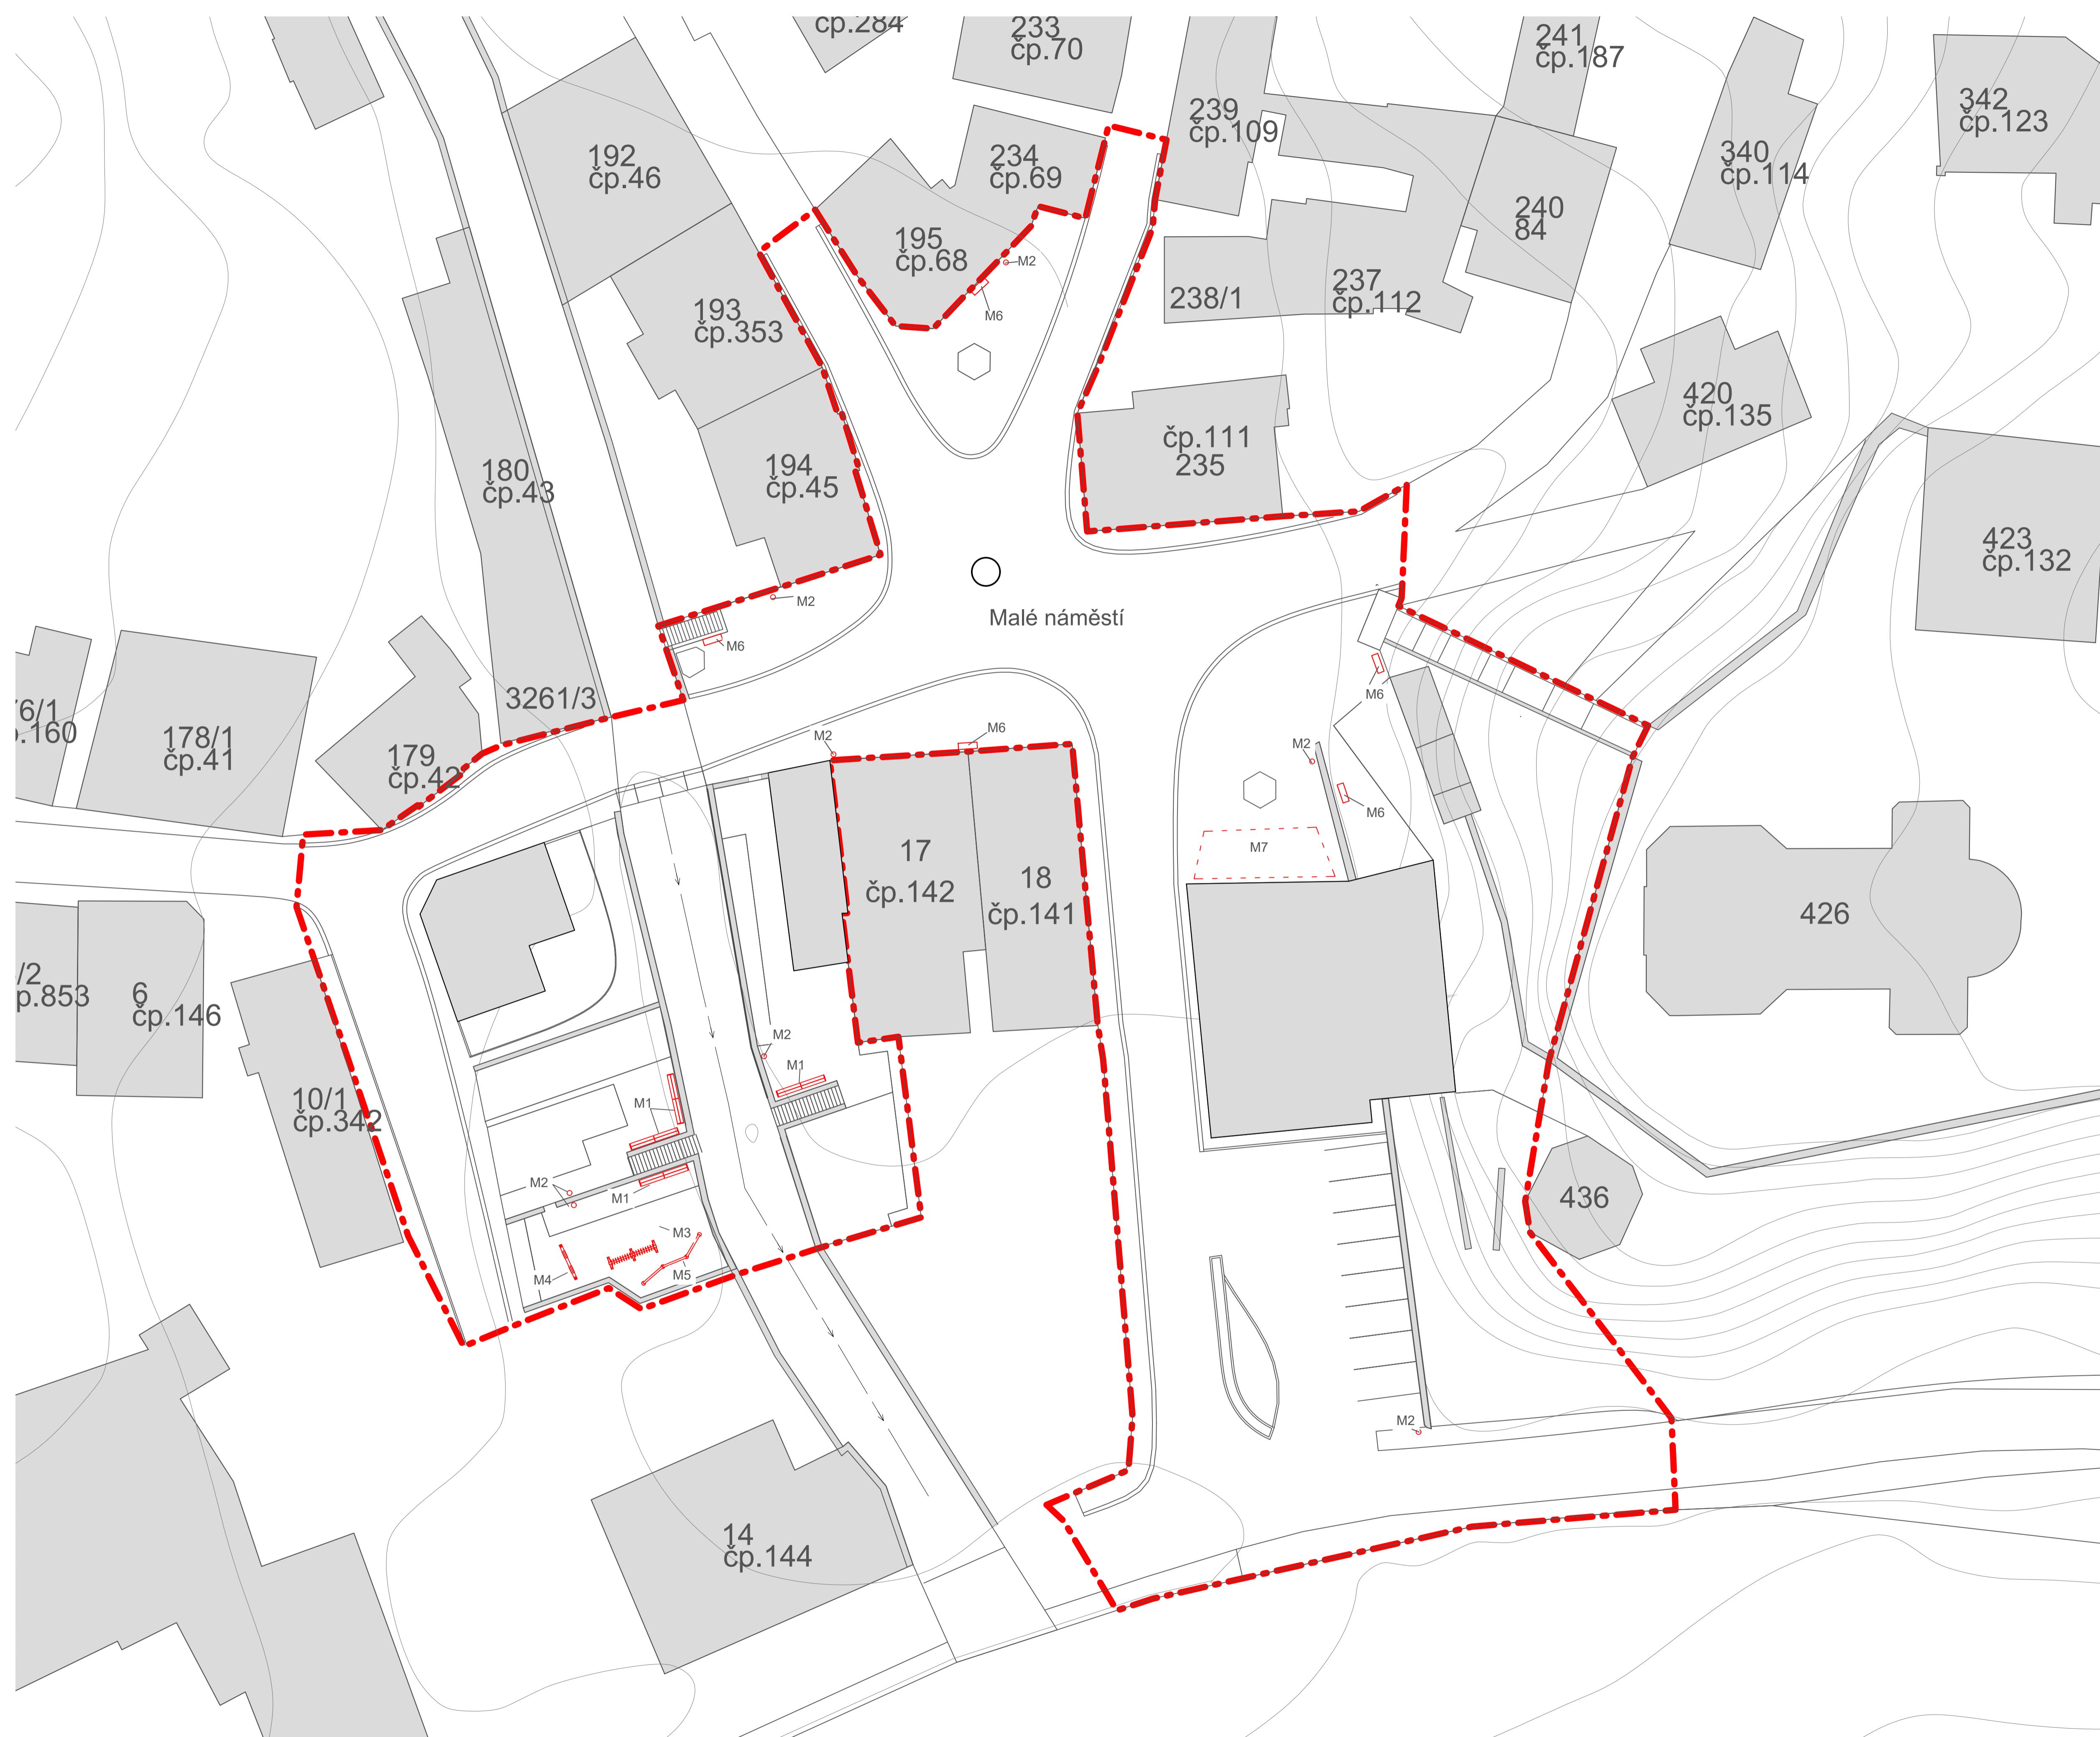 čp.284
233
čp.70
241
čp.187
239
čp.109
342
čp.123
192
čp.46
234
čp.69
340
čp.114
195
čp.68
M2
M6
240
84
238/1
237
čp.112
193
čp.353
420
čp.135
čp.111
235
194
čp.45
180
čp.43
423
čp.132
M2
Malé náměstí
M6
M6
3261/3
6/1
.160
178/1
čp.41
179
čp.42
M2
M6
M2
M6
M7
17
čp.142
18
čp.141
426
/2
p.853
6
čp.146
10/1
čp.342
M2
M1
M1
M2
M1
436
M3
M4
M5
M2
14
čp.144